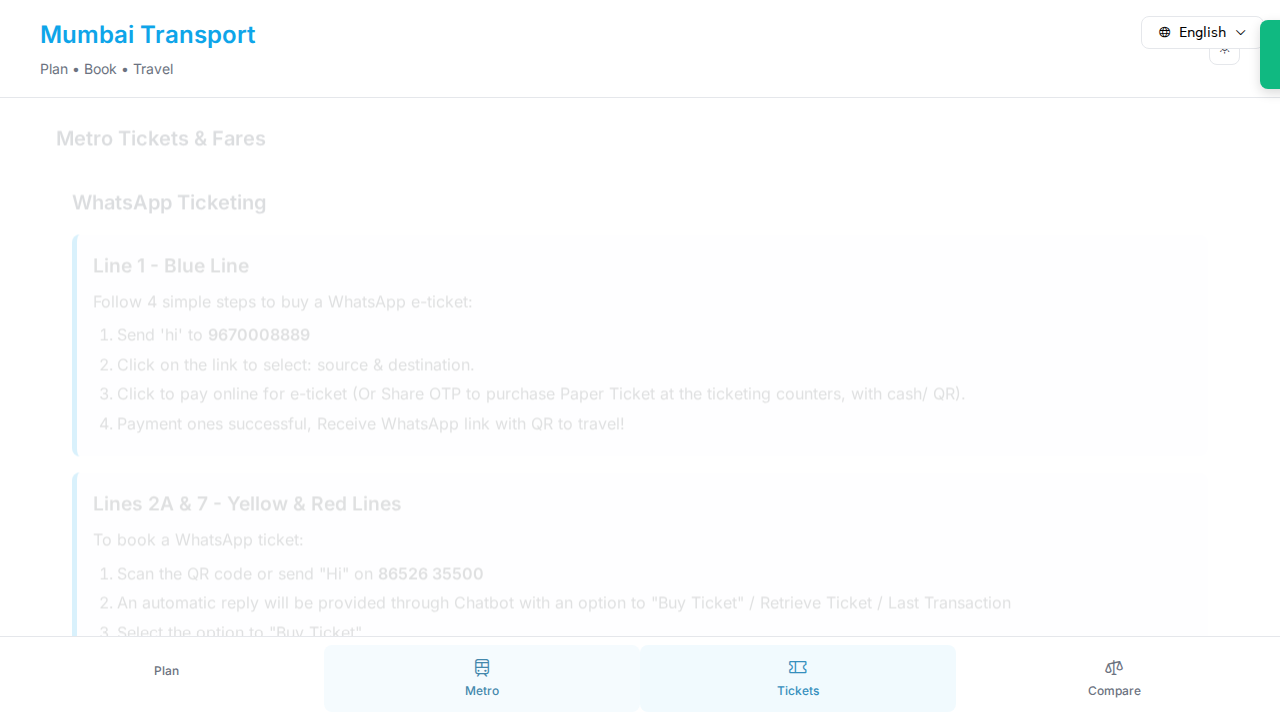 Mumbai Transport
English
Plan • Book • Travel
Metro Tickets & Fares
WhatsApp Ticketing
Line 1 - Blue Line
Follow 4 simple steps to buy a WhatsApp e-ticket:
1. Send 'hi' to 9670008889
2. Click on the link to select: source & destination.
3. Click to pay online for e-ticket (Or Share OTP to purchase Paper Ticket at the ticketing counters, with cash/ QR).
4. Payment ones successful, Receive WhatsApp link with QR to travel!
Lines 2A & 7 - Yellow & Red Lines
To book a WhatsApp ticket:
1. Scan the QR code or send "Hi" on 86526 35500
2. An automatic reply will be provided through Chatbot with an option to "Buy Ticket" / Retrieve Ticket / Last Transaction
3. Select the option to "Buy Ticket"
Plan
Metro
Tickets
Compare